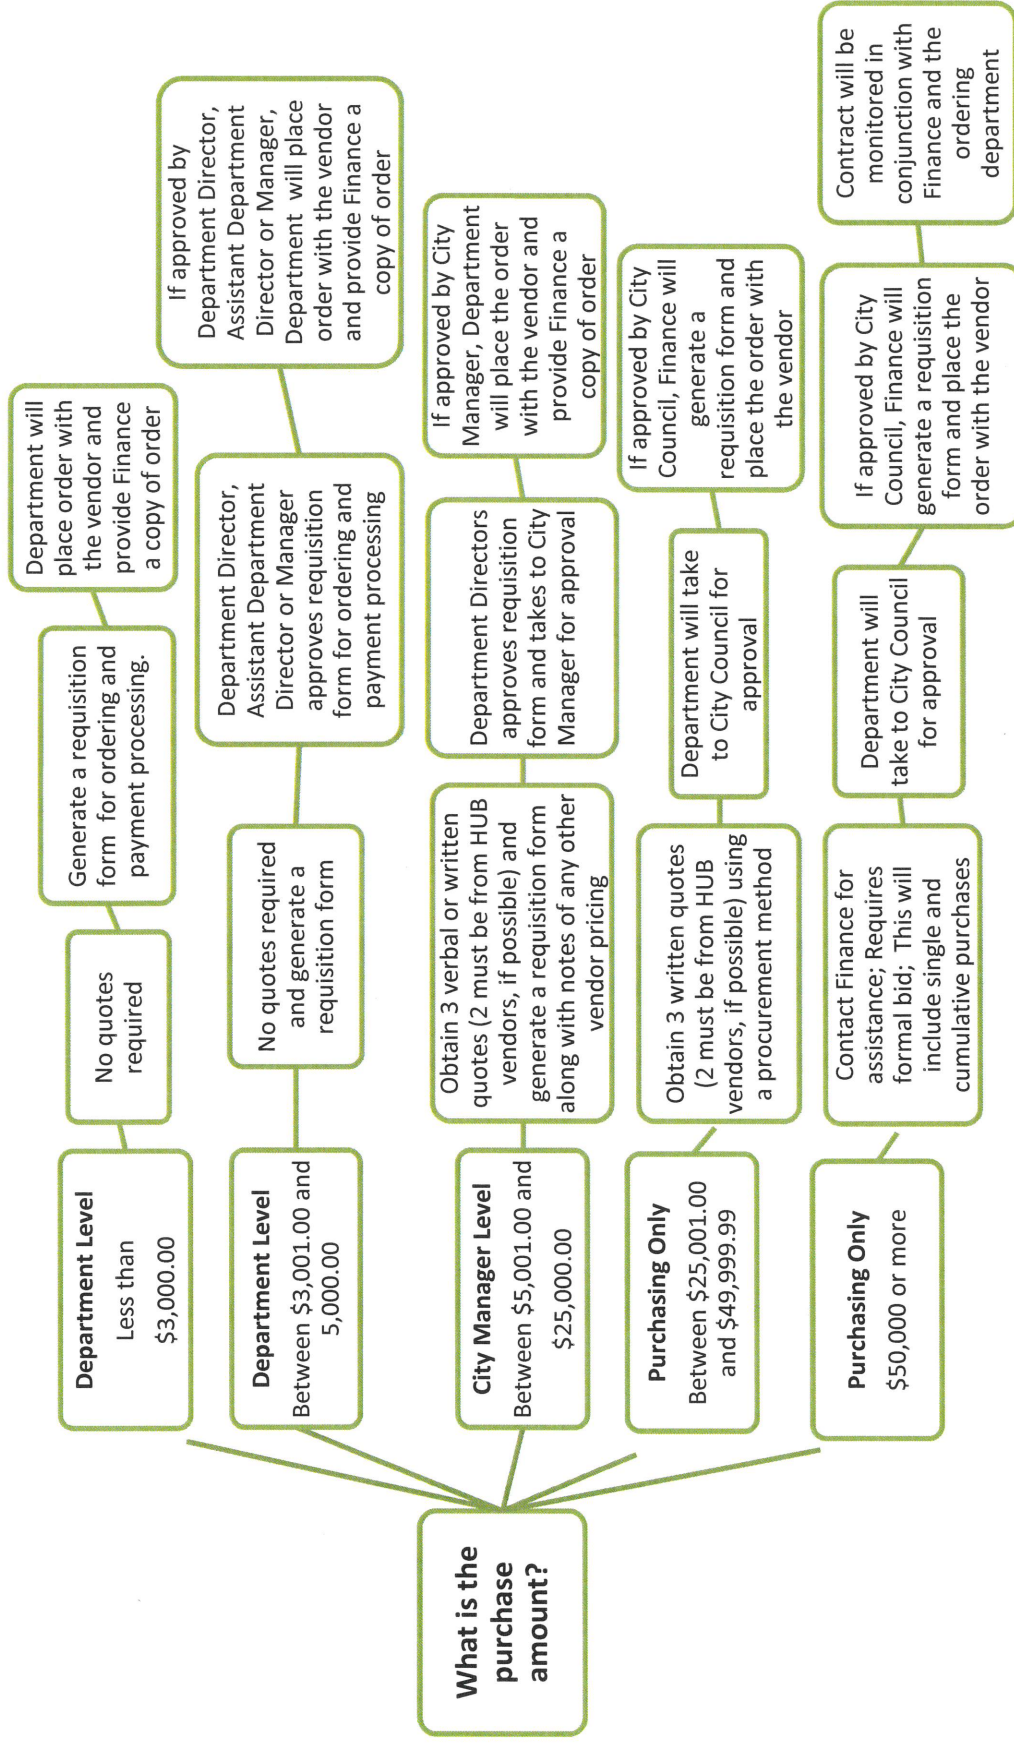 What is the
purchase
amount?
Department Level
Less than
$3,000.00
No quotes
required
Generate a requisition
form for ordering and
payment processing.
Department will
place order with
the vendor and
provide Finance
a copy of order
Department Level
Between $3,001.00 and
5,000.00
No quotes required
and generate a
requisition form
Department Director,
Assistant Department
Director or Manager
approves requisition
form for ordering and
payment processing
If approved by
Department Director,
Assistant Department
Director or Manager,
Department will place
order with the vendor
and provide Finance a
copy of order
City Manager Level
Between $5,001.00 and
$25,000.00
Obtain 3 verbal or written
quotes (2 must be from HUB
vendors, if possible) and
generate a requisition form
along with notes of any other
vendor pricing
Department Directors
approves requisition
form and takes to City
Manager for approval
If approved by City
Manager, Department
will place the order
with the vendor and
provide Finance a
copy of order
Purchasing Only
Between $25,001.00
and $49,999.99
Obtain 3 written quotes
(2 must be from HUB
vendors, if possible) using
a procurement method
Department will take
to City Council for
approval
If approved by City
Council, Finance will
generate a
requisition form and
place the order with
the vendor
Purchasing Only
$50,000 or more
Contact Finance for
assistance; Requires
formal bid; This will
include single and
cumulative purchases
Department will
take to City Council
for approval
If approved by City
Council, Finance will
generate a requisition
form and place the
order with the vendor
Contract will be
monitored in
conjunction with
Finance and the
ordering
department